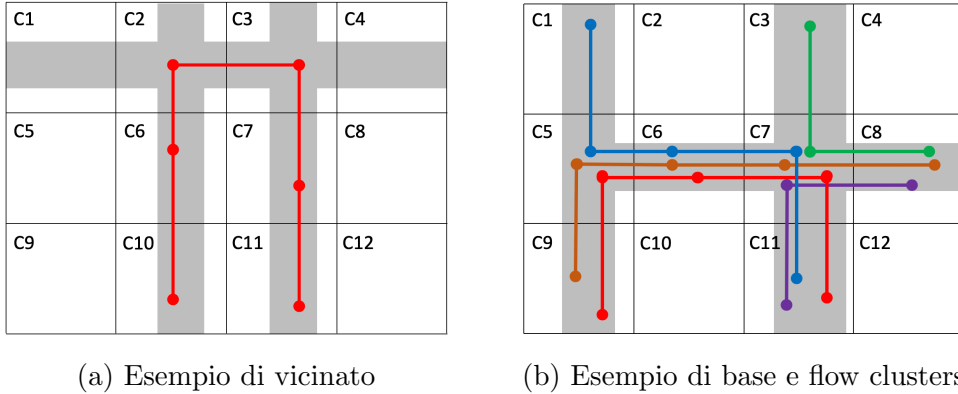 C1 C2 C3 C4
C5 C6 C7 C8
C9 C10 C11 C12
(a) Esempio di vicinato
C1 C2 C3 C4
C5 C6 C7 C8
C9 C10 C11 C12
(b) Esempio di base e flow clusters